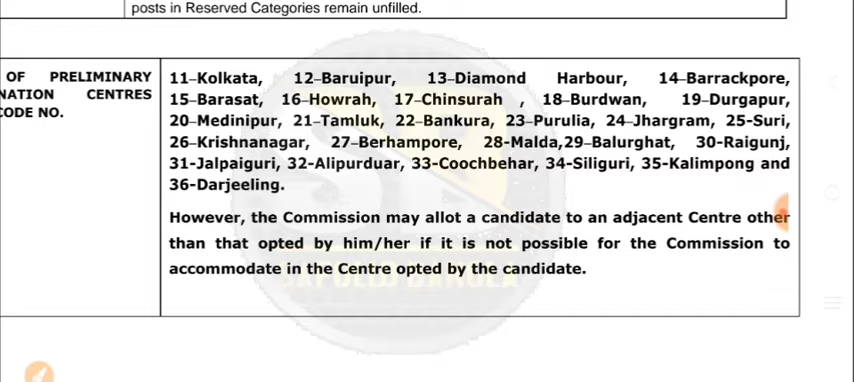 posts in Reserved Categories remain unfilled.
OF PRELIMINARY
NATION CENTRES
CODE NO.
11–Kolkata, 12–Baruipur, 13–Diamond Harbour, 14–Barrackpore,
15–Barasat, 16–Howrah, 17–Chinsurah , 18–Burdwan, 19–Durgapur,
20–Medinipur, 21–Tamluk, 22–Bankura, 23–Purulia, 24–Jhargram, 25-Suri,
26–Krishnanagar, 27–Berhampore, 28-Malda,29–Balurghat, 30-Raigunj,
31-Jalpaiguri, 32-Alipurduar, 33-Coochbehar, 34-Siliguri, 35-Kalimpong and
36-Darjeeling.
However, the Commission may allot a candidate to an adjacent Centre other
than that opted by him/her if it is not possible for the Commission to
accommodate in the Centre opted by the candidate.